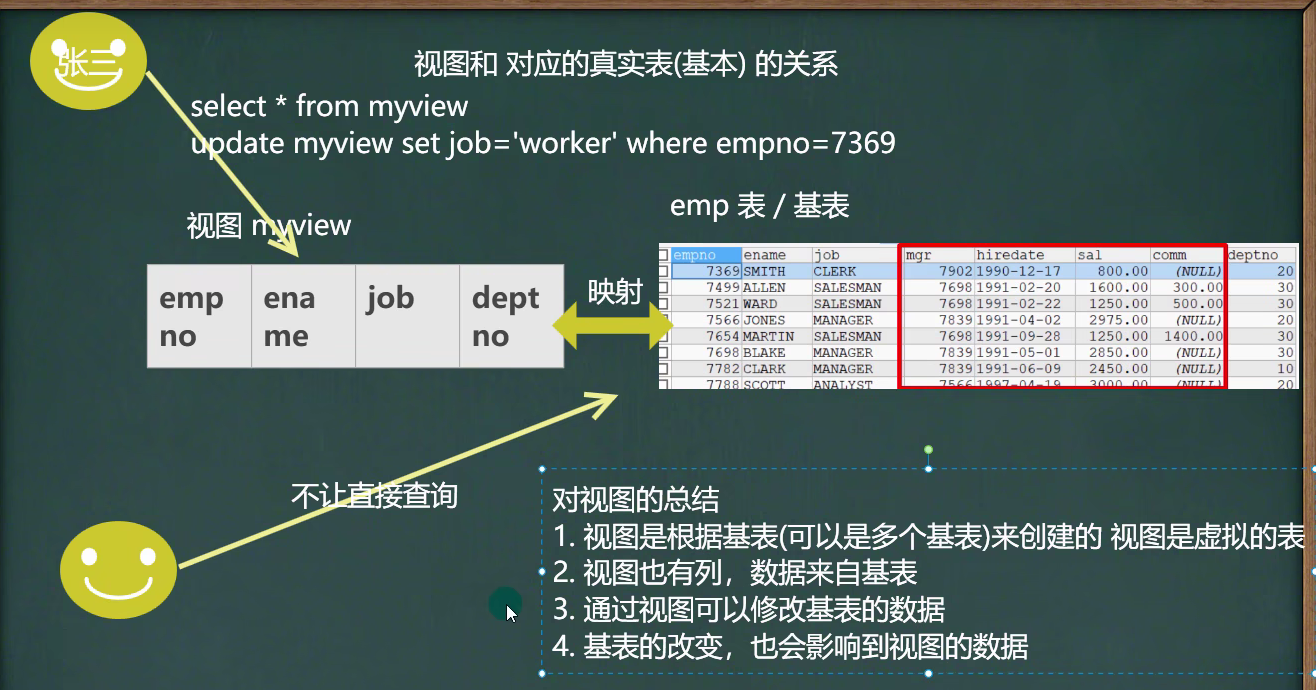 张三
视图和 对应的真实表(基本) 的关系
select * from myview
update myview set job='worker' where empno=7369
视图 myview
emp 表 / 基表
empno ename job deptno
映射
empno ename job mgr hiredate sal comm deptno
7369 SMITH CLERK 7902 1990-12-17 800.00 (NULL) 20
7499 ALLEN SALESMAN 7698 1991-02-20 1600.00 300.00 30
7521 WARD SALESMAN 7698 1991-02-22 1250.00 500.00 30
7566 JONES MANAGER 7839 1991-04-02 2975.00 (NULL) 20
7654 MARTIN SALESMAN 7698 1991-09-28 1250.00 1400.00 30
7698 BLAKE MANAGER 7839 1991-05-01 2850.00 (NULL) 30
7782 CLARK MANAGER 7839 1991-06-09 2450.00 (NULL) 10
7788 SCOTT ANALYST 7566 1997-04-19 3000.00 (NULL) 20
不让直接查询
对视图的总结
1. 视图是根据基表(可以是多个基表)来创建的 视图是虚拟的表
2. 视图也有列，数据来自基表
3. 通过视图可以修改基表的数据
4. 基表的改变，也会影响到视图的数据